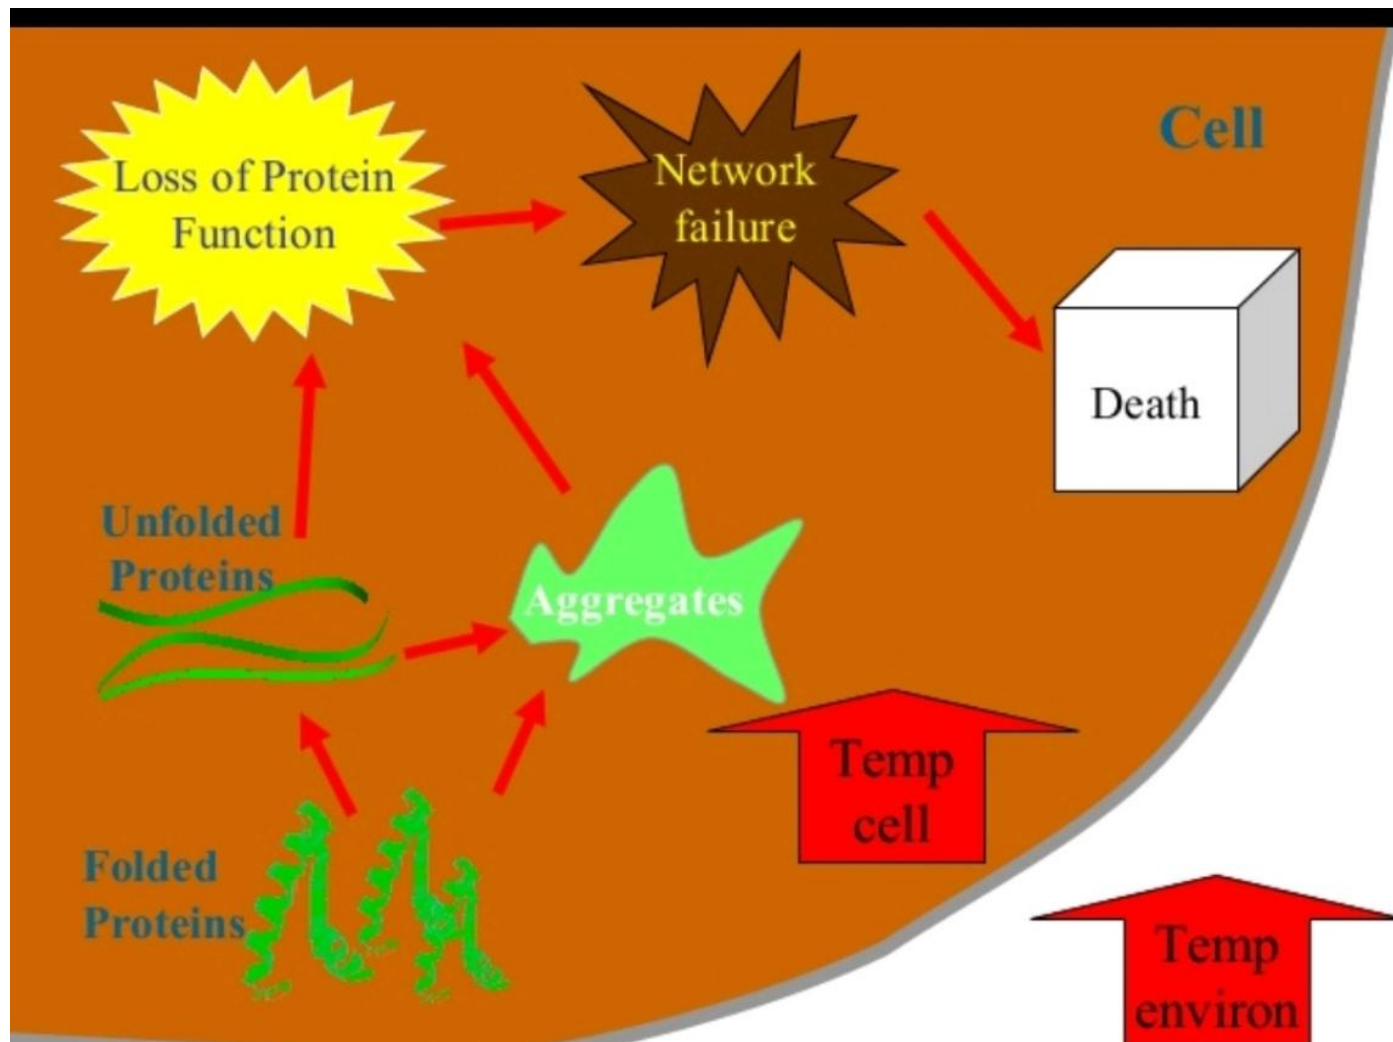 Cell
Loss of Protein
Function
Network
failure
Death
Unfolded
Proteins
Aggregates
Temp
cell
Folded
Proteins
Temp
environ